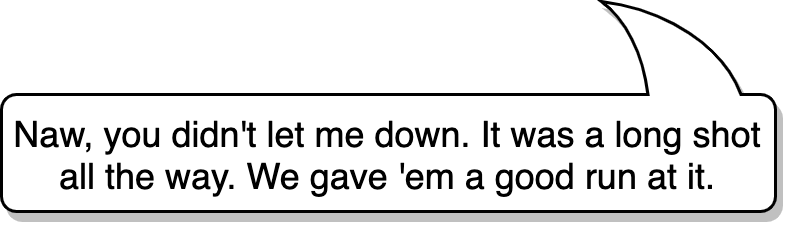 Naw, you didn't let me down. It was a long shot
all the way. We gave 'em a good run at it.